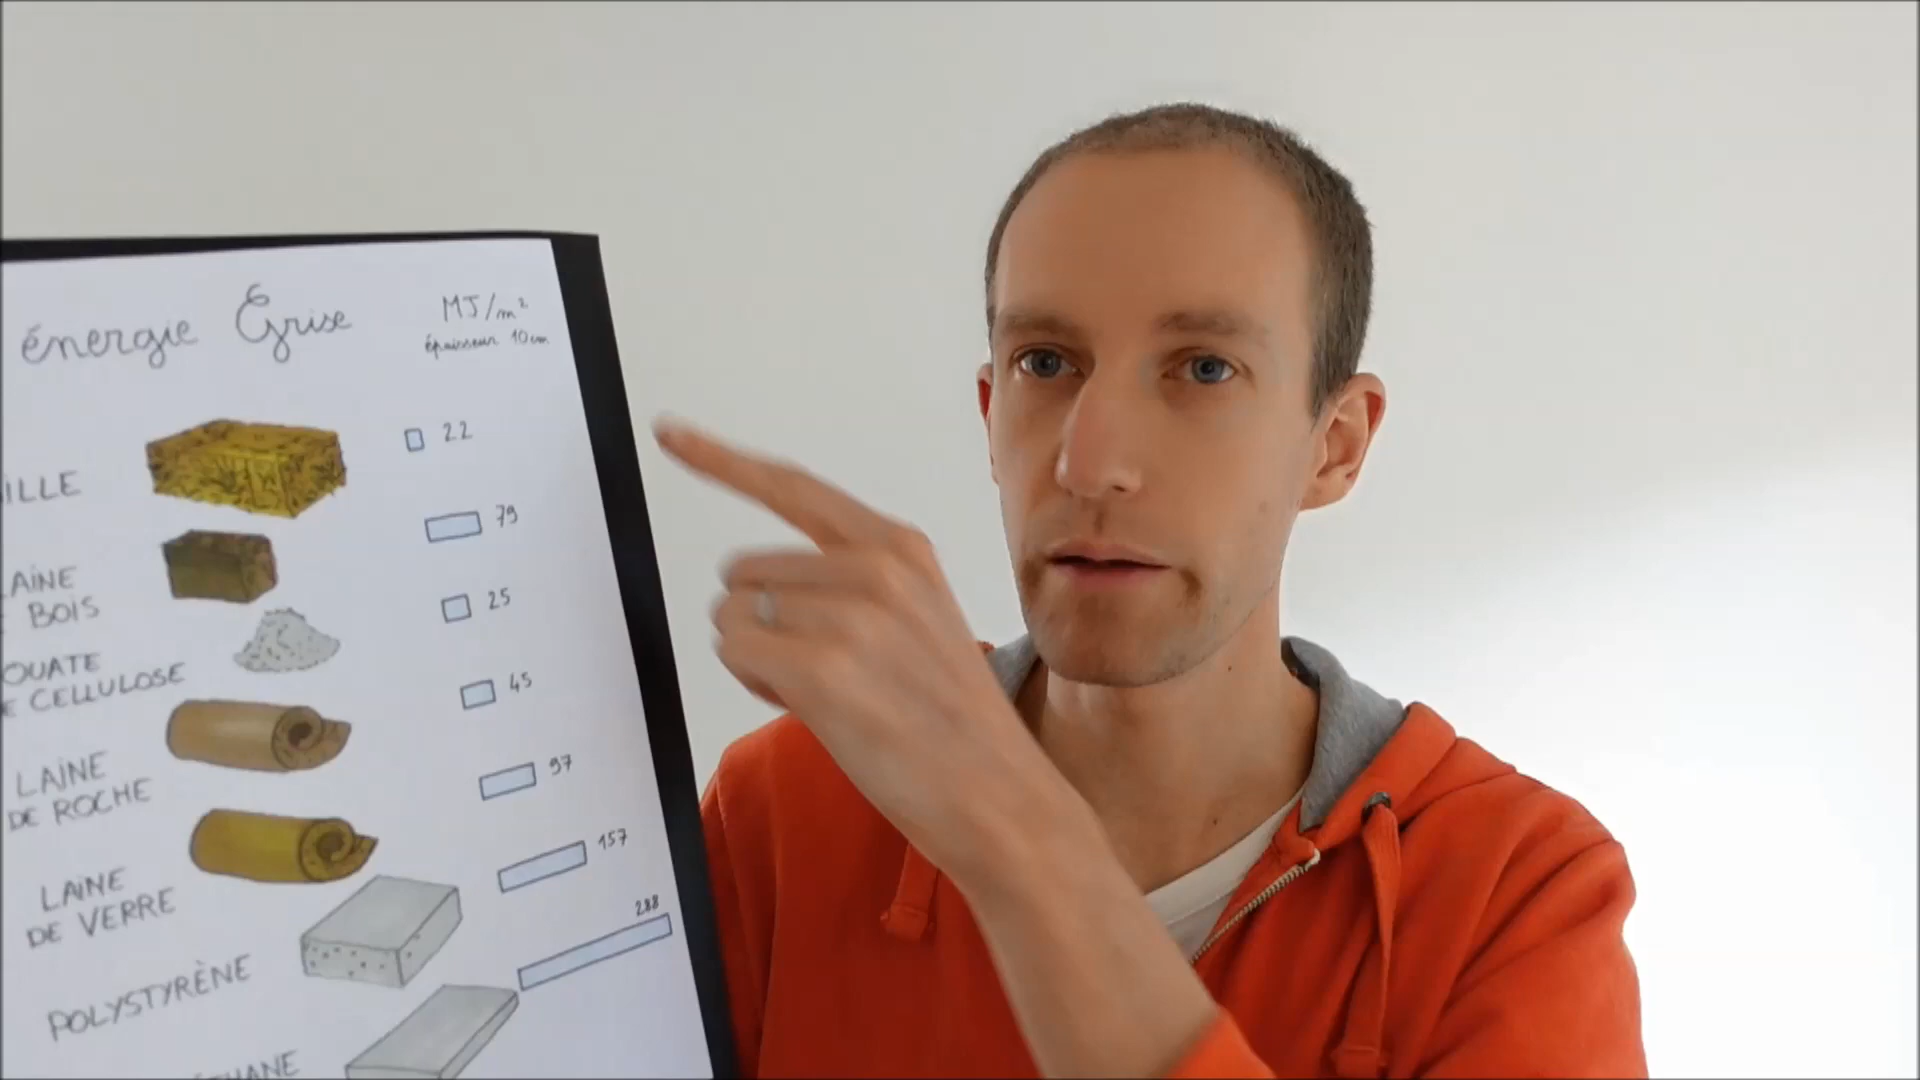 énergie Grise
MJ/m²
épaisseur 10cm
ILLE
22
AINE
BOIS
79
OUATE
E CELLULOSE
25
LAINE
DE ROCHE
45
LAINE
DE VERRE
97
POLYSTYRÈNE
157
THANE
288